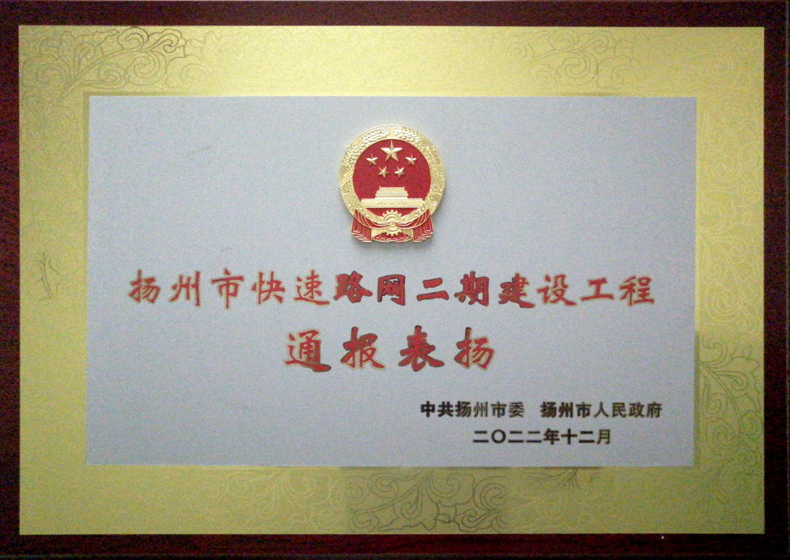 扬州市快速路网二期建设工程
通报表扬
中共扬州市委 扬州市人民政府
二〇二二年十二月